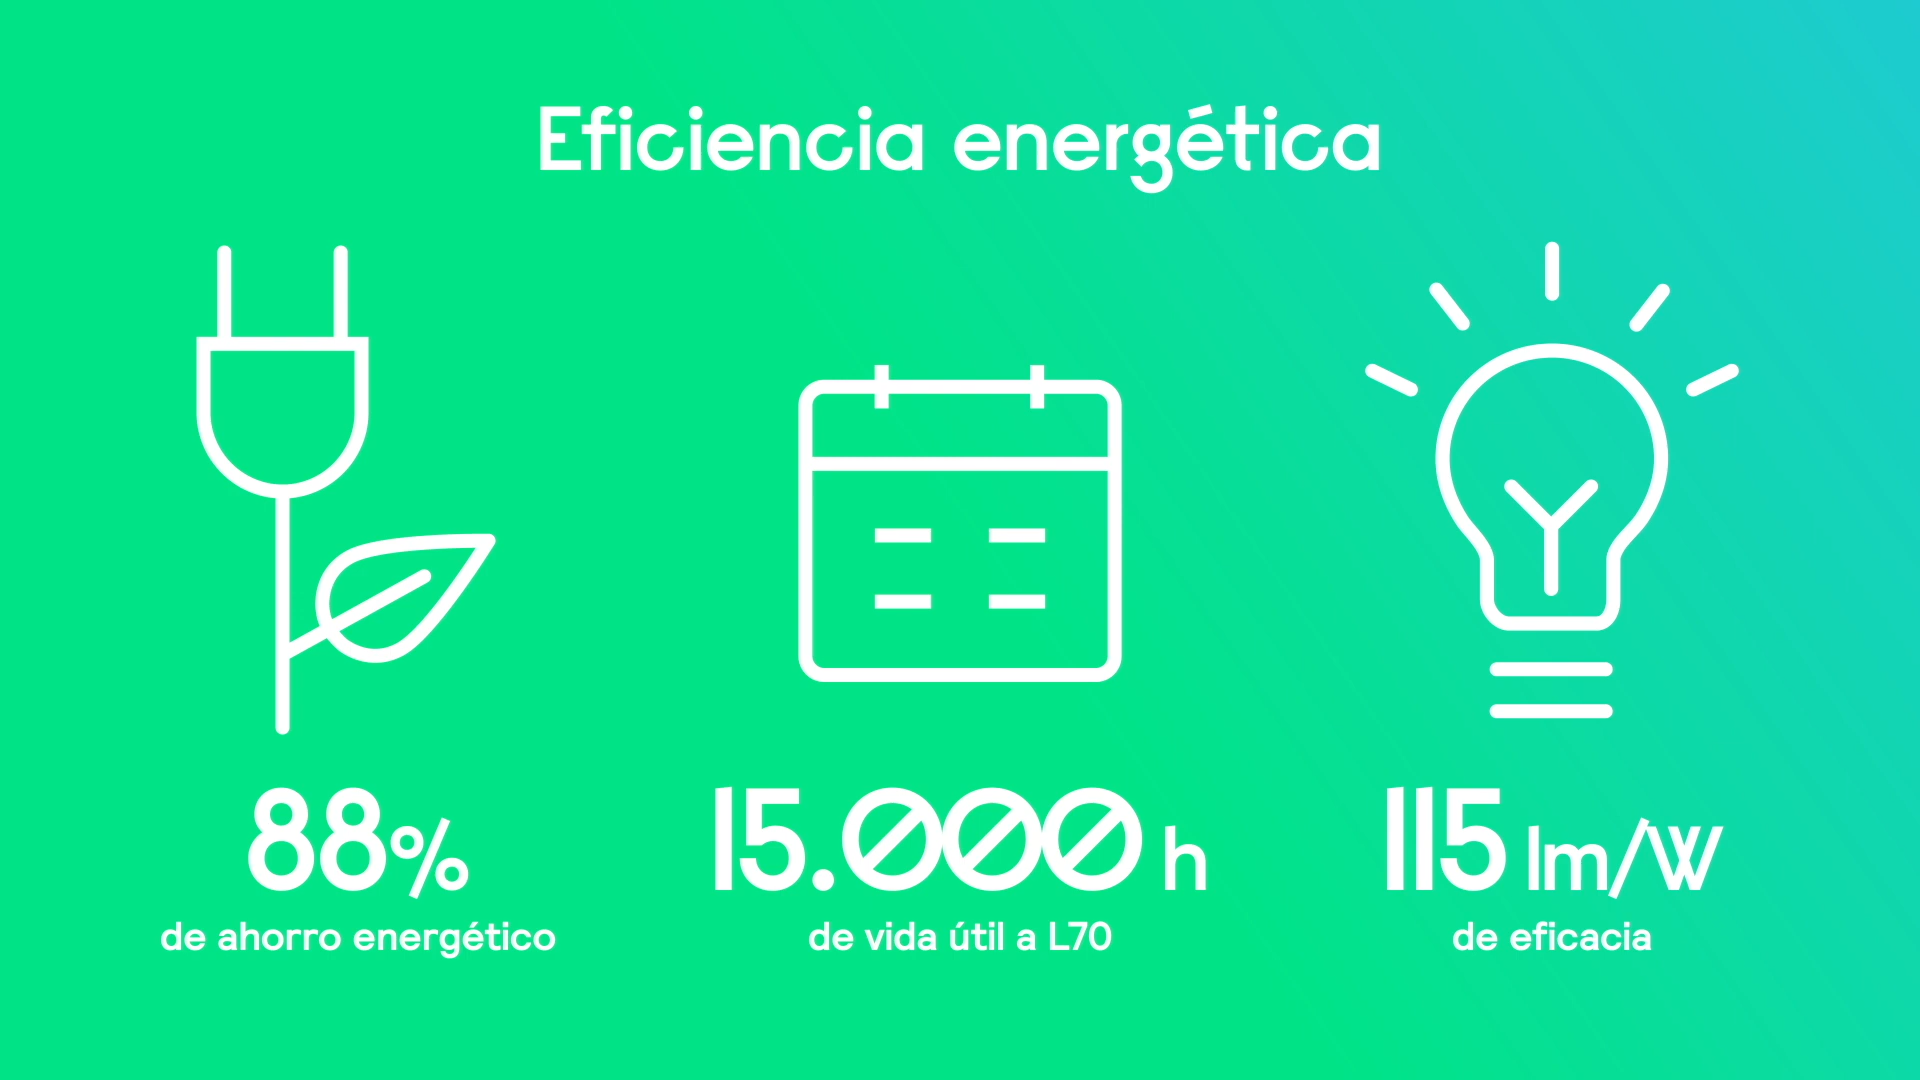 Eficiencia energética
88%
de ahorro energético
15.000 h
de vida útil a L70
115 lm/W
de eficacia